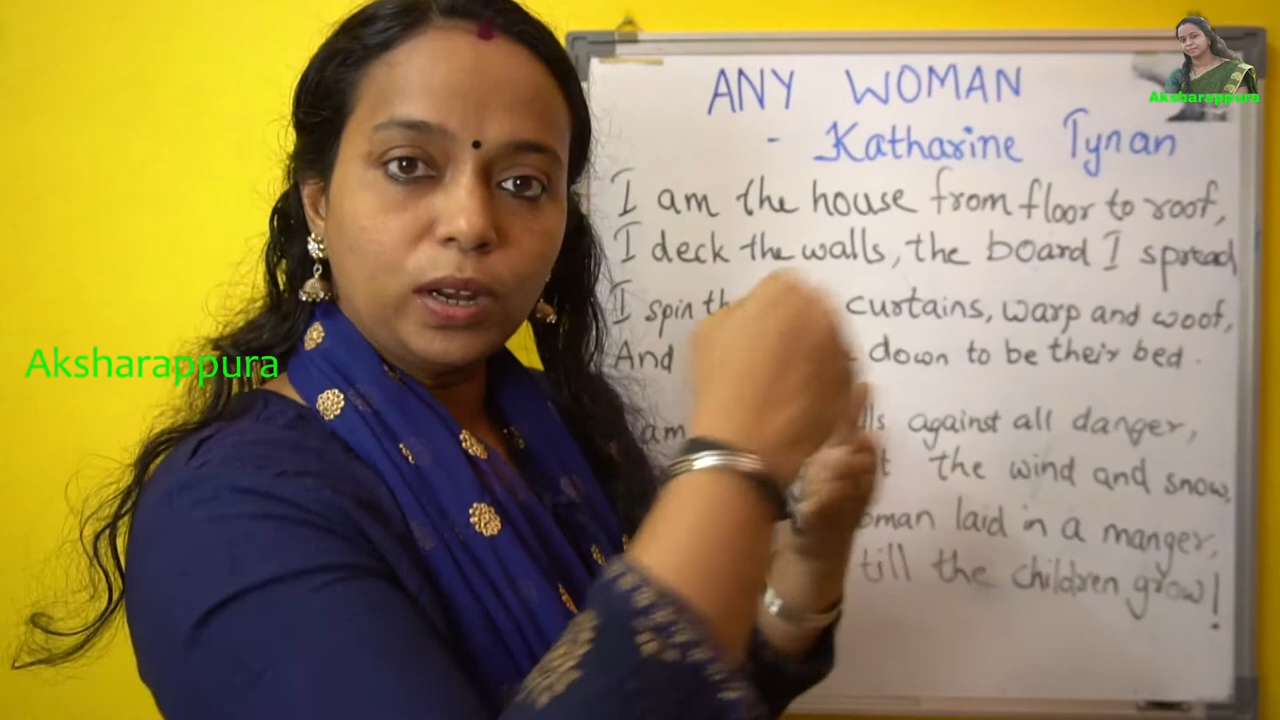 ANY WOMAN
- Katharine Tynan
I am the house from floor to roof,
I deck the walls, the board I spread
I spin curtains, warp and woof,
And down to be their bed.
am against all danger,
the wind and snow,
laid in a manger,
till the children grow!
Aksharappura
Aksharappura